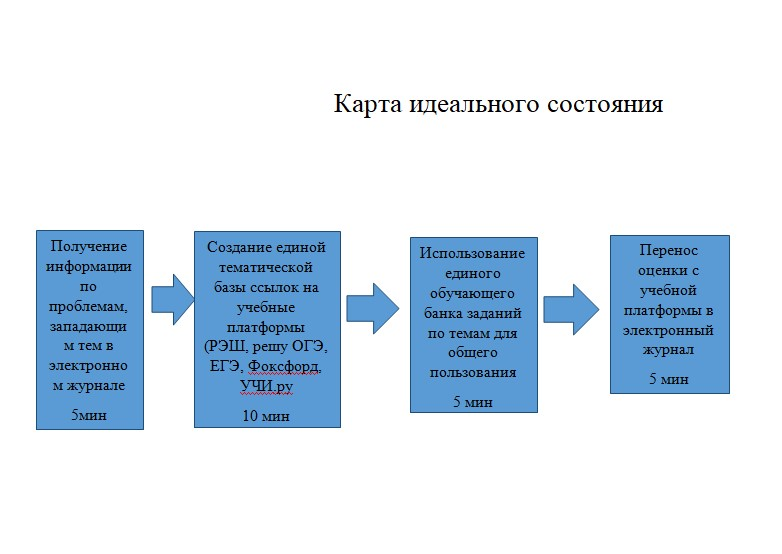 Карта идеального состояния
Получение
информации
по
проблемам,
западающи
м тем в
электронно
м журнале
5мин
Создание единой
тематической
базы ссылок на
учебные
платформы
(РЭШ, решу ОГЭ,
ЕГЭ, Фоксфорд,
УЧИ.ру
10 мин
Использование
единого
обучающего
банка заданий
по темам для
общего
пользования
5 мин
Перенос
оценки с
учебной
платформы в
электронный
журнал
5 мин